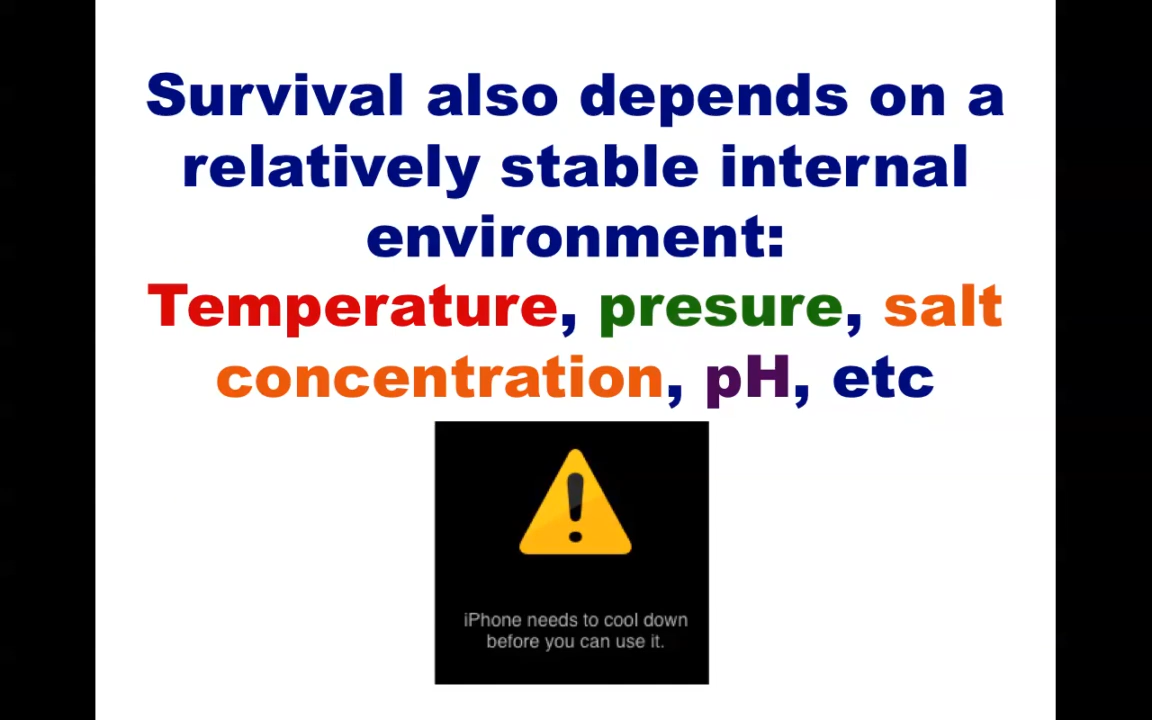 Survival also depends on a
relatively stable internal
environment:
Temperature, presure, salt
concentration, pH, etc
iPhone needs to cool down
before you can use it.